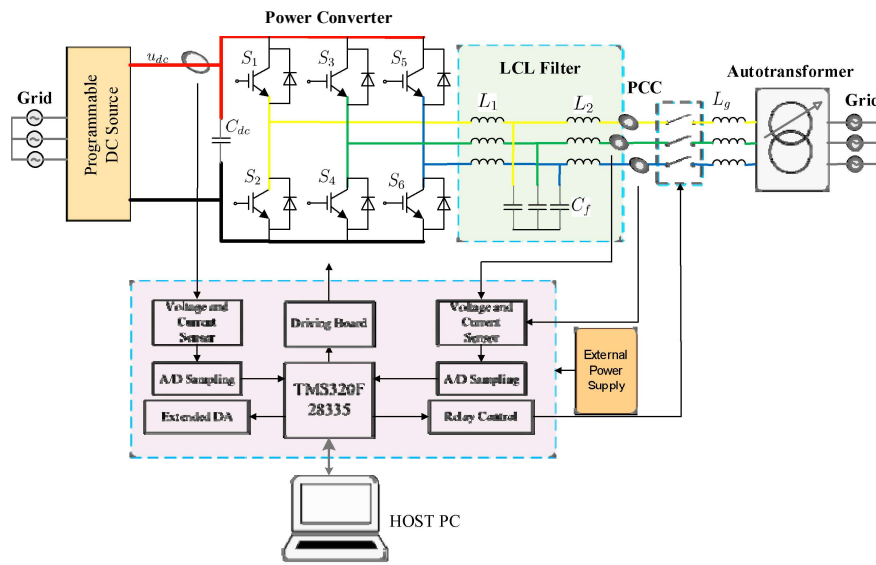 Power Converter
u_dc
S_1
S_3
S_5
LCL Filter
PCC
Autotransformer
Grid
Programmable
DC Source
C_dc
L_1
L_2
L_g
Grid
S_2
S_4
S_6
C_f
Voltage and
Current
Sensor
Driving Board
Voltage and
Current
Sensor
A/D Sampling
TMS320F
28335
A/D Sampling
External
Power
Supply
Extended DA
Relay Control
HOST PC